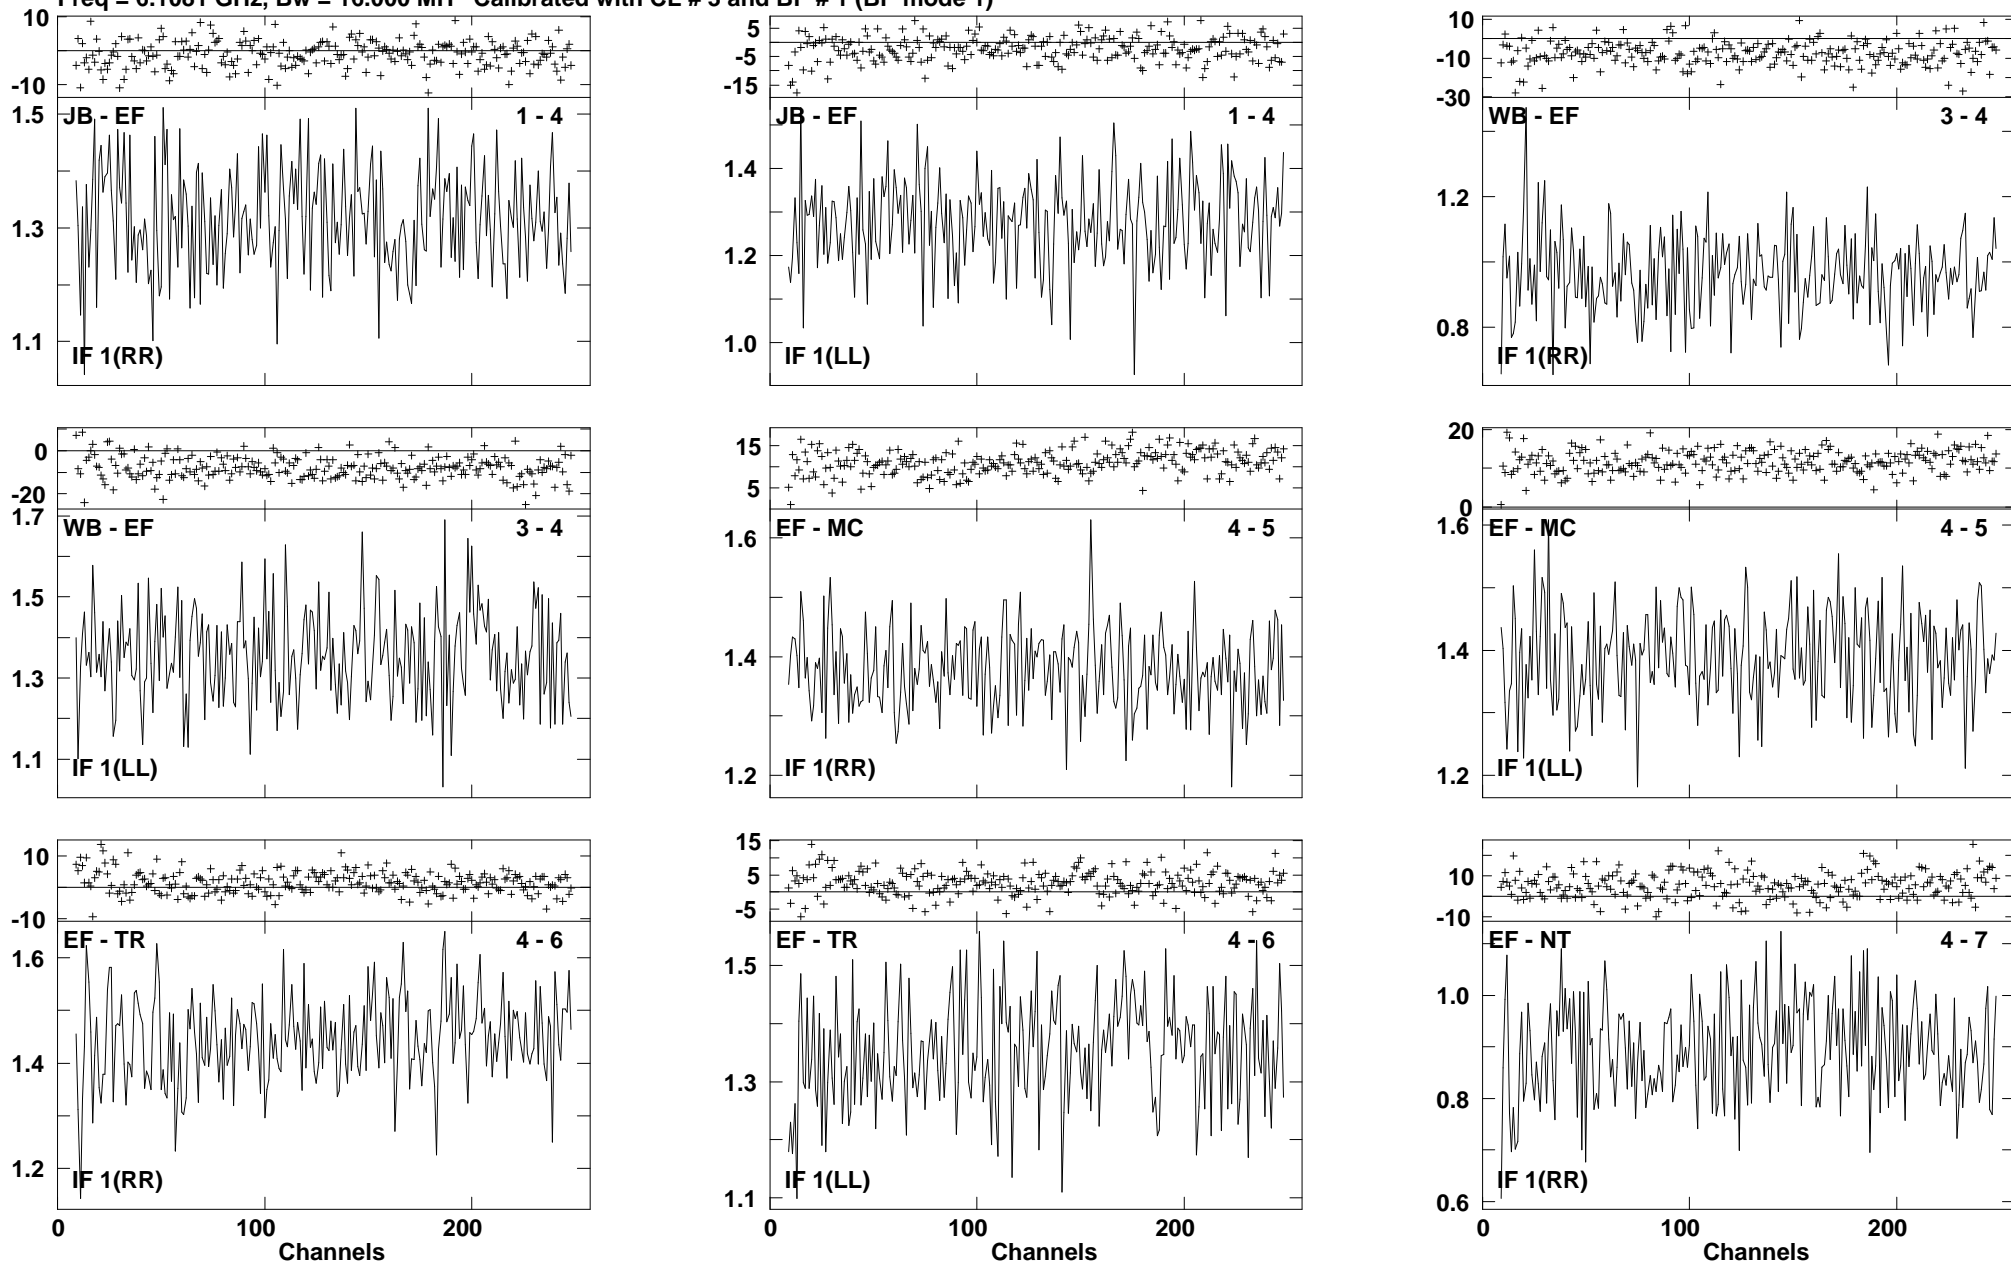 Freq = 6.1081 GHz, Bw = 16.000 MH Calibrated with CL # 3 and BP # 1 (BP mode 1)
10
-10
1.5
1.3
1.1
JB - EF 1 - 4
IF 1(RR)
5
-5
-15
1.4
1.2
1.0
JB - EF 1 - 4
IF 1(LL)
10
-10
-30
1.2
0.8
WB - EF 3 - 4
IF 1(RR)
0
-20
1.7
1.5
1.3
1.1
WB - EF 3 - 4
IF 1(LL)
15
5
1.6
1.4
1.2
EF - MC 4 - 5
IF 1(RR)
20
0
1.6
1.4
1.2
EF - MC 4 - 5
IF 1(LL)
10
-10
1.6
1.4
1.2
EF - TR 4 - 6
IF 1(RR)
0 100 200
Channels
15
5
-5
1.5
1.3
1.1
EF - TR 4 - 6
IF 1(LL)
0 100 200
Channels
10
-10
1.0
0.8
0.6
EF - NT 4 - 7
IF 1(RR)
0 100 200
Channels